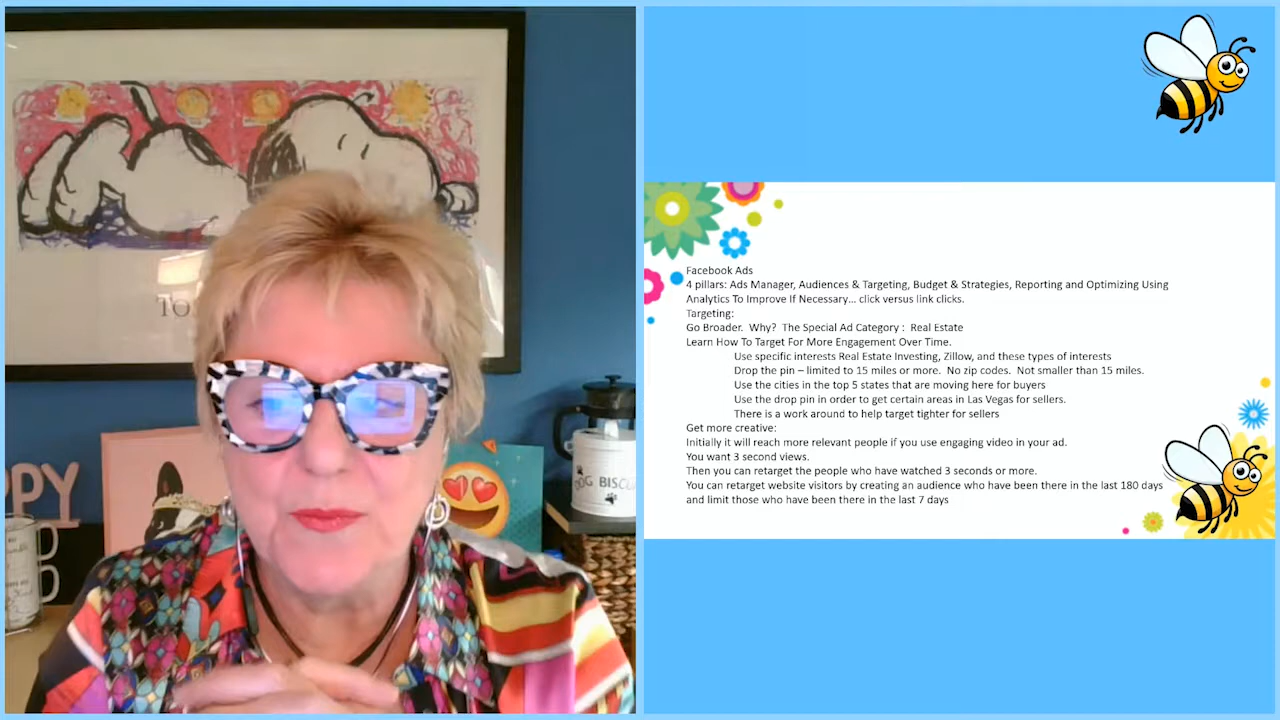 TO
PPY
DOG BISCU
Facebook Ads
4 pillars: Ads Manager, Audiences & Targeting, Budget & Strategies, Reporting and Optimizing Using
Analytics To Improve If Necessary... click versus link clicks.
Targeting:
Go Broader.  Why?  The Special Ad Category :  Real Estate
Learn How To Target For More Engagement Over Time.
Use specific interests Real Estate Investing, Zillow, and these types of interests
Drop the pin – limited to 15 miles or more.  No zip codes.  Not smaller than 15 miles.
Use the cities in the top 5 states that are moving here for buyers
Use the drop pin in order to get certain areas in Las Vegas for sellers.
There is a work around to help target tighter for sellers
Get more creative:
Initially it will reach more relevant people if you use engaging video in your ad.
You want 3 second views.
Then you can retarget the people who have watched 3 seconds or more.
You can retarget website visitors by creating an audience who have been there in the last 180 days
and limit those who have been there in the last 7 days